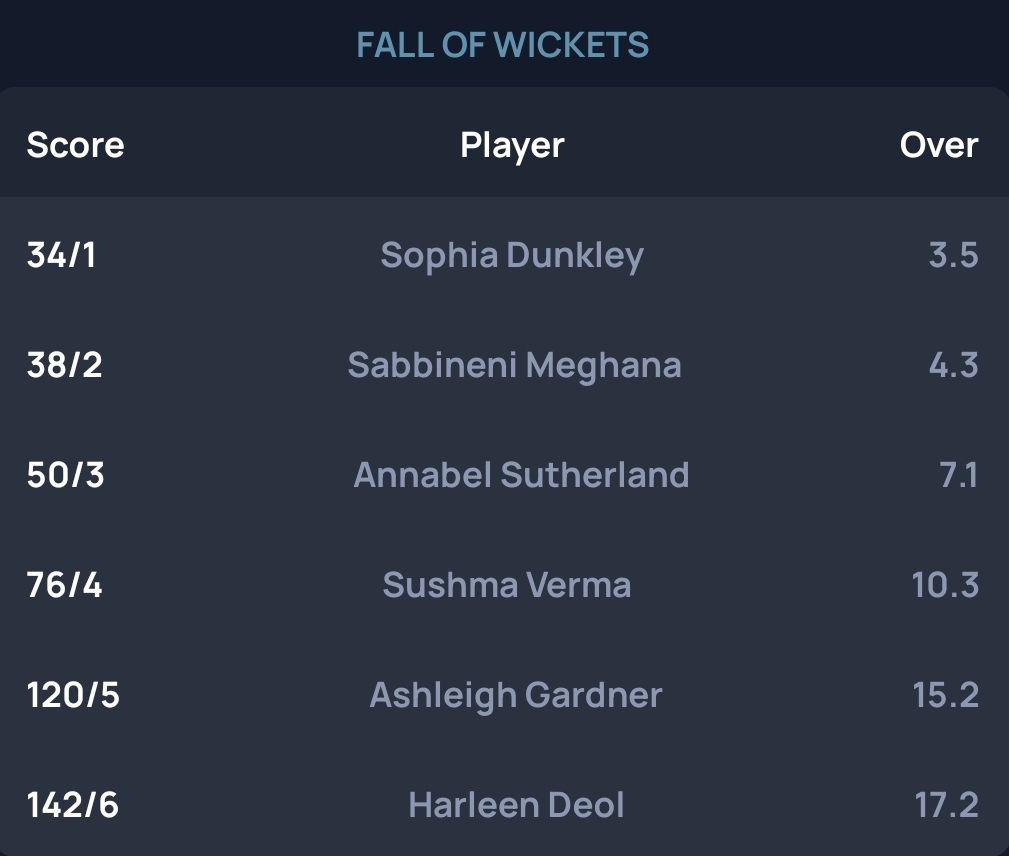 FALL OF WICKETS
Score Player Over
34/1 Sophia Dunkley 3.5
38/2 Sabbineni Meghana 4.3
50/3 Annabel Sutherland 7.1
76/4 Sushma Verma 10.3
120/5 Ashleigh Gardner 15.2
142/6 Harleen Deol 17.2